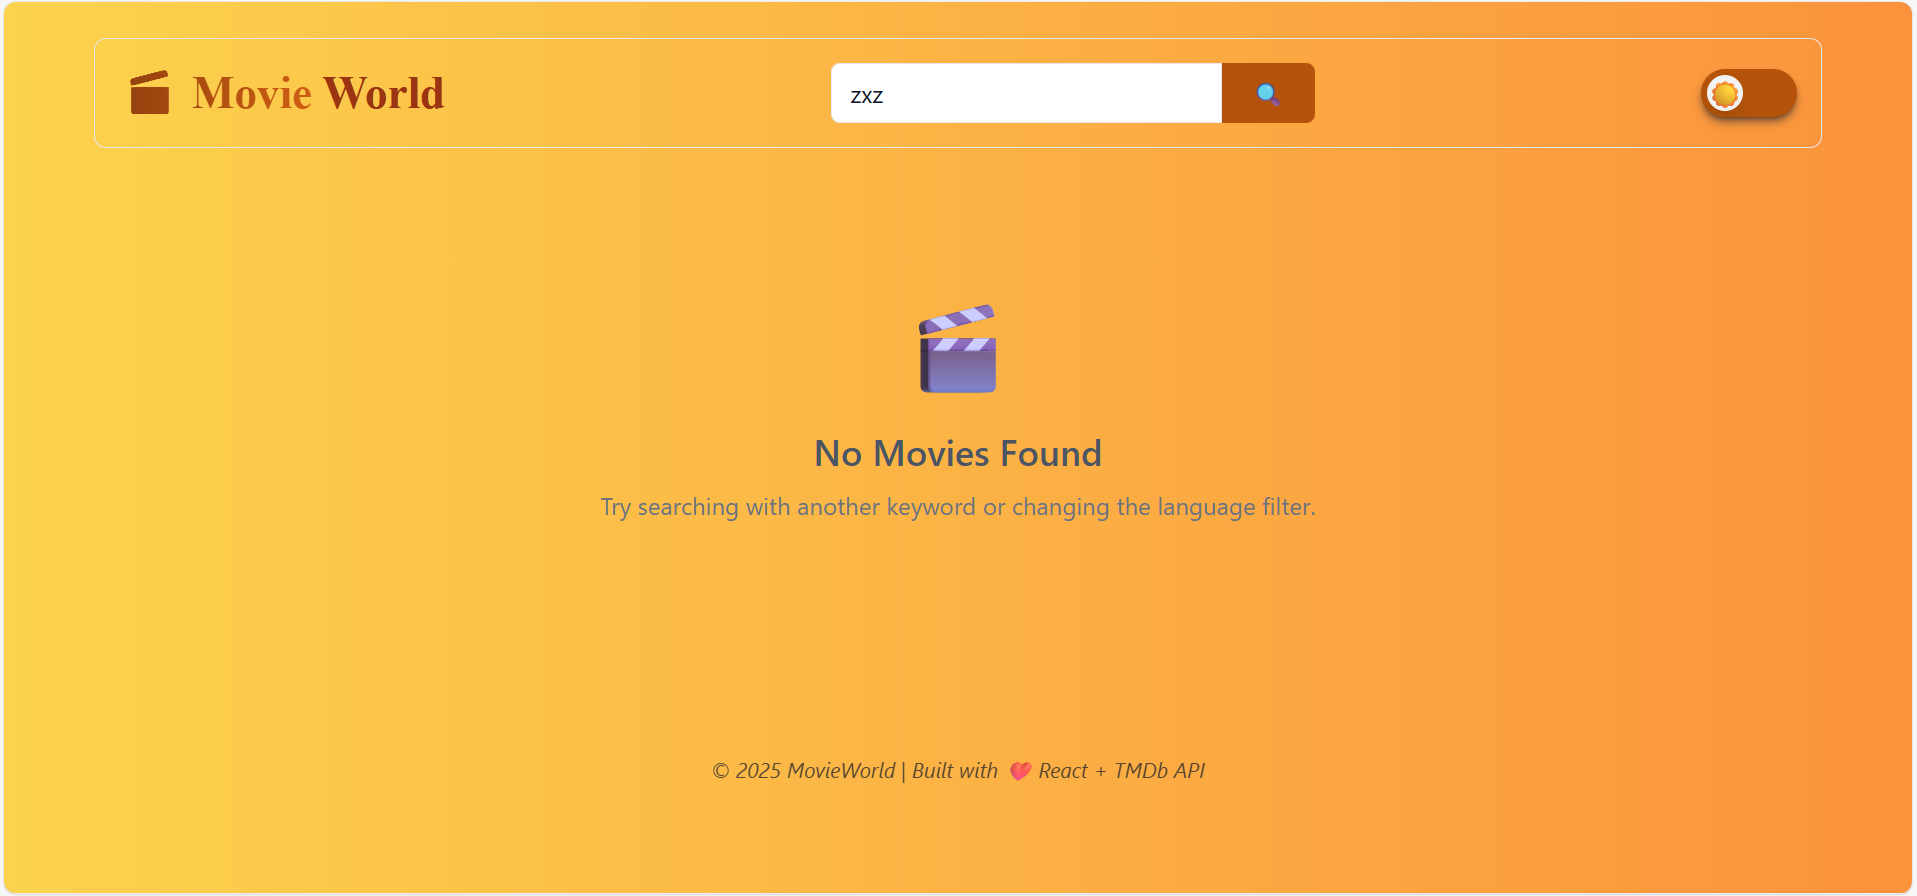 Movie World
zxz
No Movies Found
Try searching with another keyword or changing the language filter.
© 2025 MovieWorld | Built with ❤️ React + TMDb API